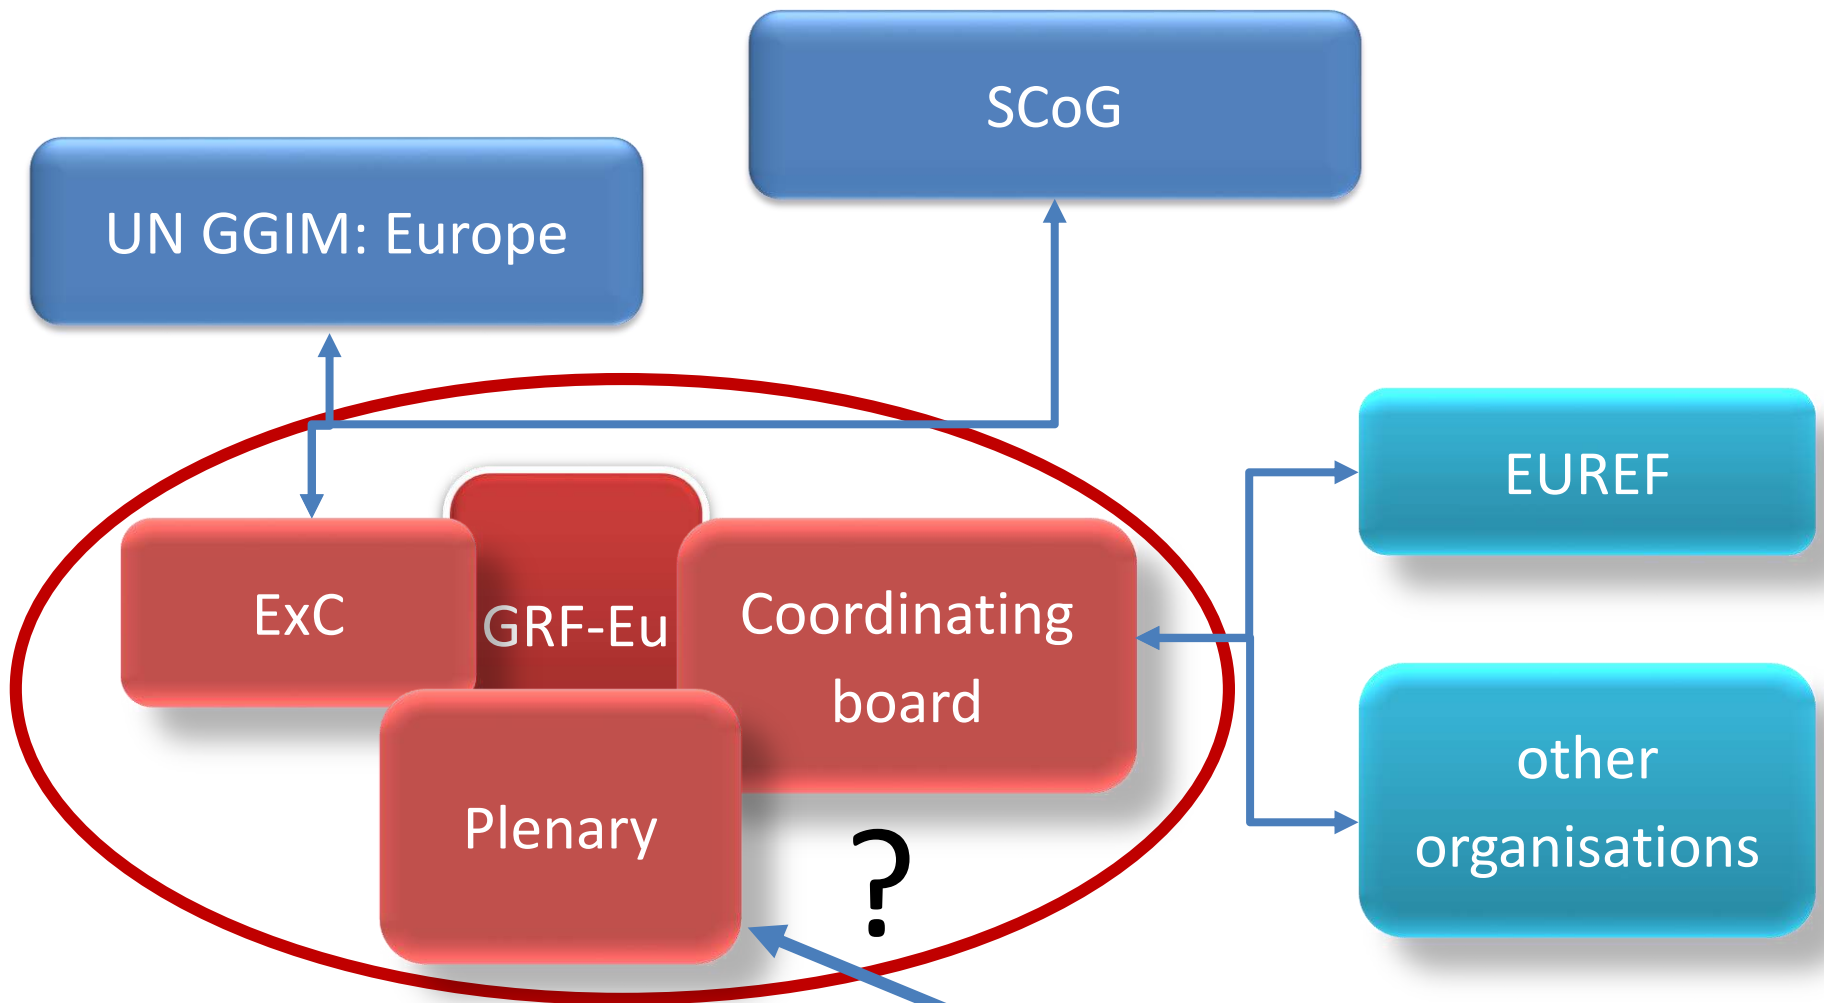 SCoG
UN GGIM: Europe
EUREF
ExC
GRF-Eu
Coordinating
board
other
organisations
Plenary
?